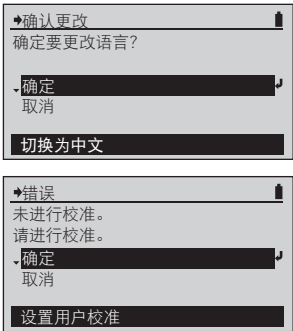 确认更改
确定要更改语言?
确定
取消
切换为中文
错误
未进行校准。
请进行校准。
确定
取消
设置用户校准